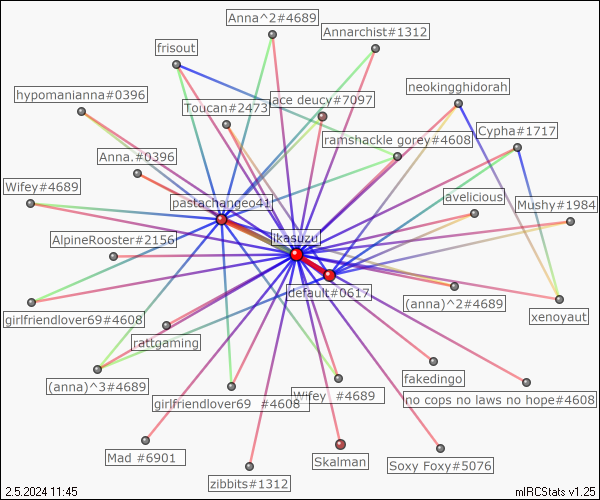 Anna^2#4689
Annarchist#1312
frisout
neokingghidorah
hypomanianna#0396
Toucan#2473
ace deucy#7097
ramshackle gorey#4608
Cypha#1717
Anna.#0396
Wifey#4689
pastachangeo41
avelicious
Mushy#1984
AlpineRooster#2156
ikasuzu
default#0617
(anna)^2#4689
xenoyaut
girlfriendlover69#4608
rattgaming
(anna)^3#4689
girlfriendlover69 #4608
Wifey #4689
fakedingo
no cops no laws no hope#4608
Mad #6901
zibbits#1312
Skalman
Soxy Foxy#5076
2.5.2024 11:45
mIRCStats v1.25